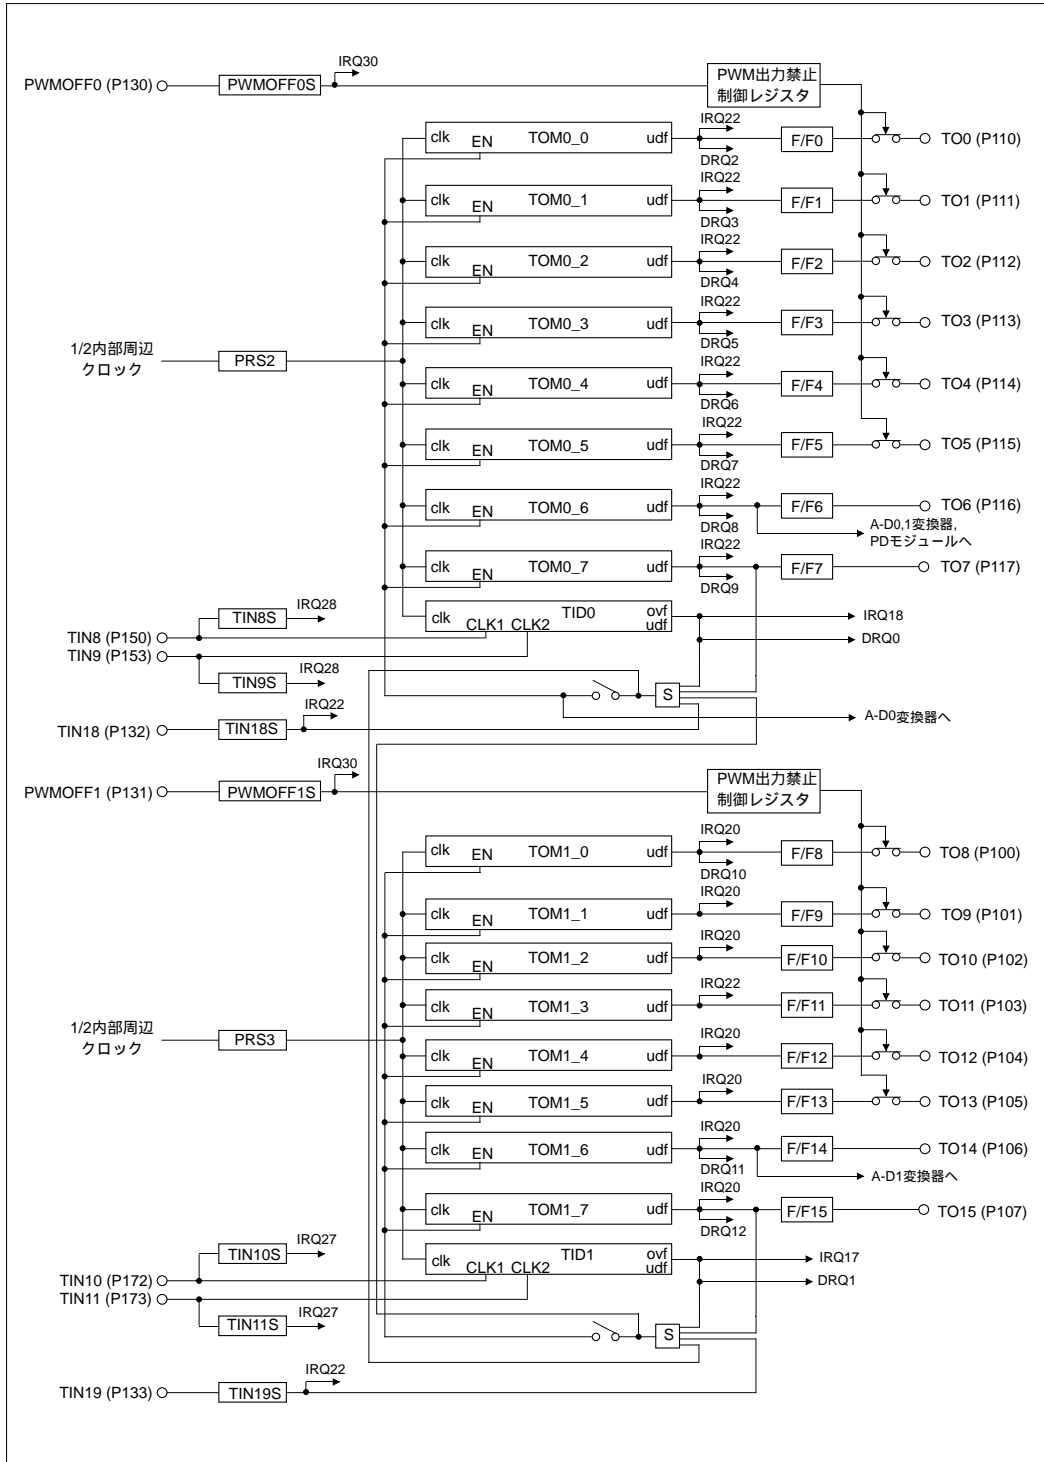 IRQ30
PWMOFF0 (P130) PWMOFF0S PWM出力禁止
制御レジスタ
IRQ22
clk EN TOM0_0 udf F/F0 TO0 (P110)
DRQ2
IRQ22
clk EN TOM0_1 udf F/F1 TO1 (P111)
DRQ3
IRQ22
clk EN TOM0_2 udf F/F2 TO2 (P112)
DRQ4
IRQ22
clk EN TOM0_3 udf F/F3 TO3 (P113)
DRQ5
1/2内部周辺
クロック PRS2
IRQ22
clk EN TOM0_4 udf F/F4 TO4 (P114)
DRQ6
IRQ22
clk EN TOM0_5 udf F/F5 TO5 (P115)
DRQ7
IRQ22
clk EN TOM0_6 udf F/F6 TO6 (P116)
DRQ8
A-D0,1変換器,
PDモジュールへ
IRQ22
clk EN TOM0_7 udf F/F7 TO7 (P117)
DRQ9
IRQ28
TIN8S clk TID0 ovf IRQ18
CLK1 CLK2 udf
TIN8 (P150) DRQ0
TIN9 (P153)
IRQ28
TIN9S
S
IRQ22
A-D0変換器へ
TIN18 (P132) TIN18S
IRQ30
PWMOFF1 (P131) PWMOFF1S PWM出力禁止
制御レジスタ
IRQ20
clk EN TOM1_0 udf F/F8 TO8 (P100)
DRQ10
IRQ20
clk EN TOM1_1 udf F/F9 TO9 (P101)
IRQ20
clk EN TOM1_2 udf F/F10 TO10 (P102)
IRQ22
clk EN TOM1_3 udf F/F11 TO11 (P103)
1/2内部周辺
クロック PRS3
IRQ20
clk EN TOM1_4 udf F/F12 TO12 (P104)
IRQ20
clk EN TOM1_5 udf F/F13 TO13 (P105)
IRQ20
clk EN TOM1_6 udf F/F14 TO14 (P106)
DRQ11
A-D1変換器へ
IRQ20
clk EN TOM1_7 udf F/F15 TO15 (P107)
DRQ12
IRQ27
TIN10S clk TID1 ovf IRQ17
CLK1 CLK2 udf
TIN10 (P172) DRQ1
TIN11 (P173)
IRQ27
TIN11S
S
IRQ22
TIN19 (P133) TIN19S